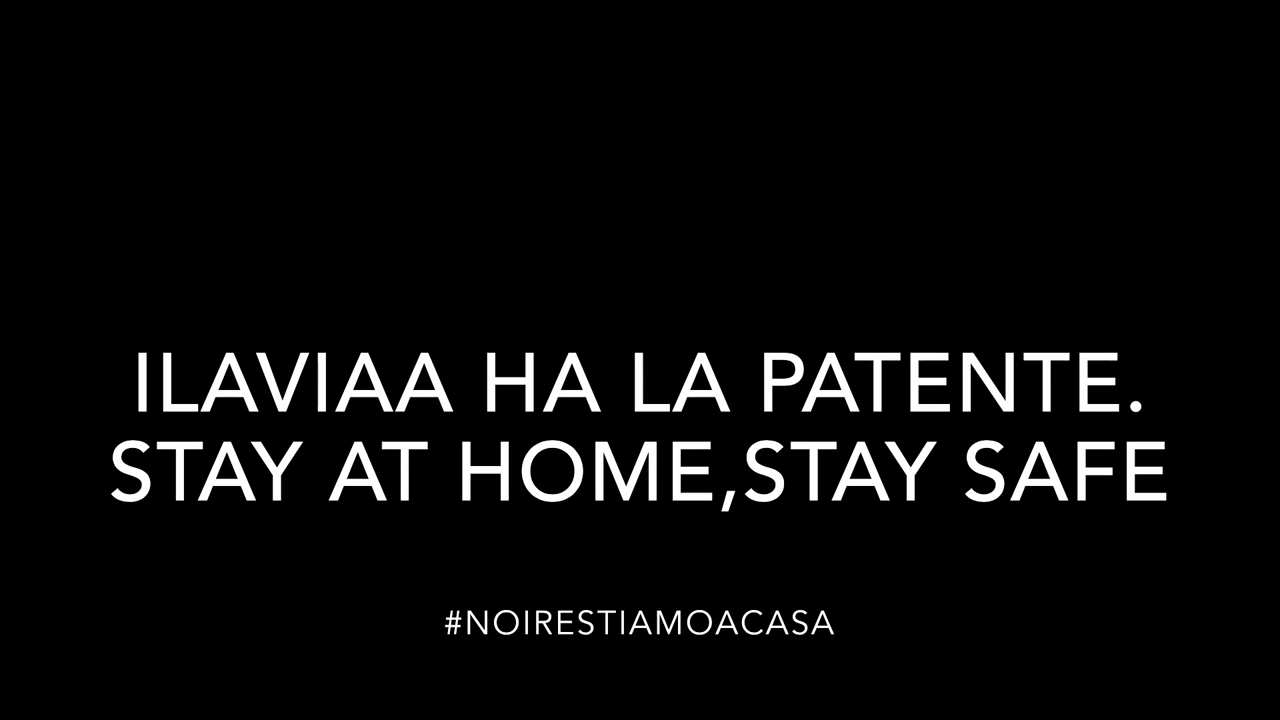 ILAVIAA HA LA PATENTE.
STAY AT HOME,STAY SAFE
#NOIRESTIAMOACASA